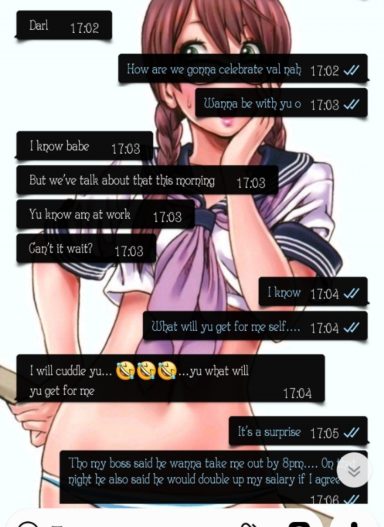 Darl 17:02
How are we gonna celebrate val nah 17:02
Wanna be with yu o 17:03
I know babe 17:03
But we've talk about that this morning 17:03
Yu know am at work 17:03
Can't it wait? 17:03
I know 17:04
What will yu get for me self.... 17:04
I will cuddle yu... 🤣🤣🤣...yu what will
yu get for me 17:04
It's a surprise 17:05
Tho my boss said he wanna take me out by 8pm.... On
night he also said he would double up my salary if I agree
17:06